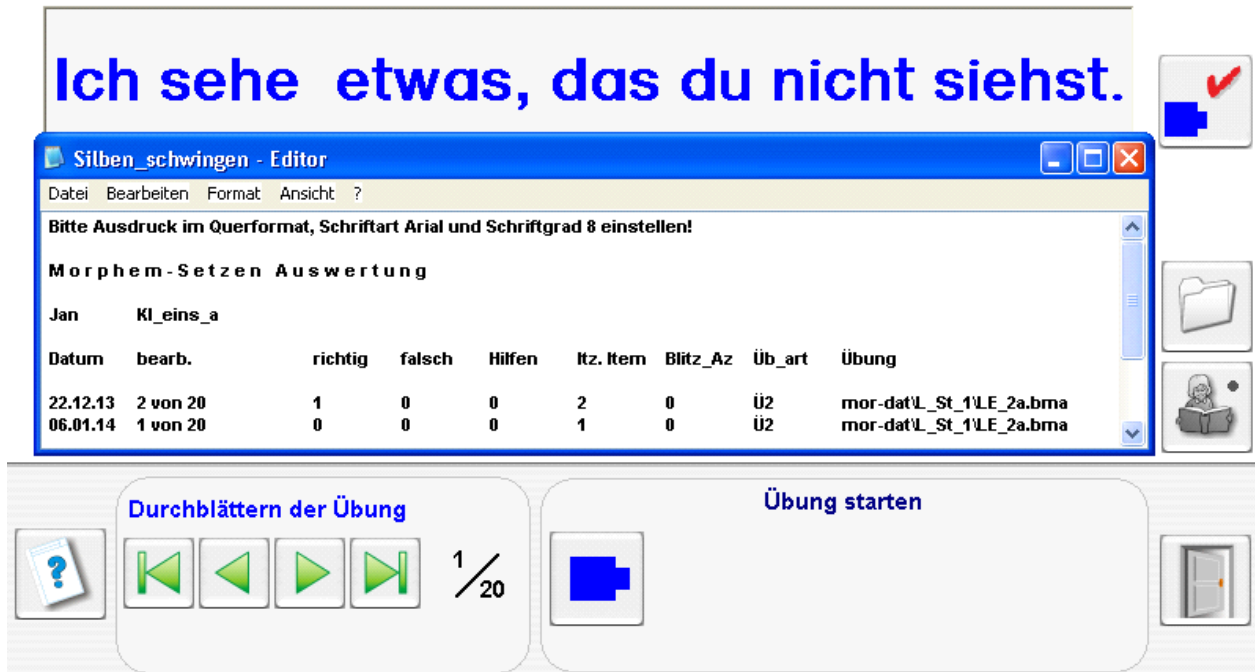 Ich sehe  etwas, das du nicht siehst.
Silben_schwingen - Editor
Datei Bearbeiten Format Ansicht ?
Bitte Ausdruck im Querformat, Schriftart Arial und Schriftgrad 8 einstellen!
M o r p h e m - S e t z e n  A u s w e r t u n g
Jan Kl_eins_a
Datum bearb. richtig falsch Hilfen ltz. Item Blitz_Az Üb_art Übung
22.12.13 2 von 20 1 0 0 2 0 Ü2 mor-dat\L_St_1\LE_2a.bma
06.01.14 1 von 20 0 0 0 1 0 Ü2 mor-dat\L_St_1\LE_2a.bma
Durchblättern der Übung
1/20
Übung starten
?